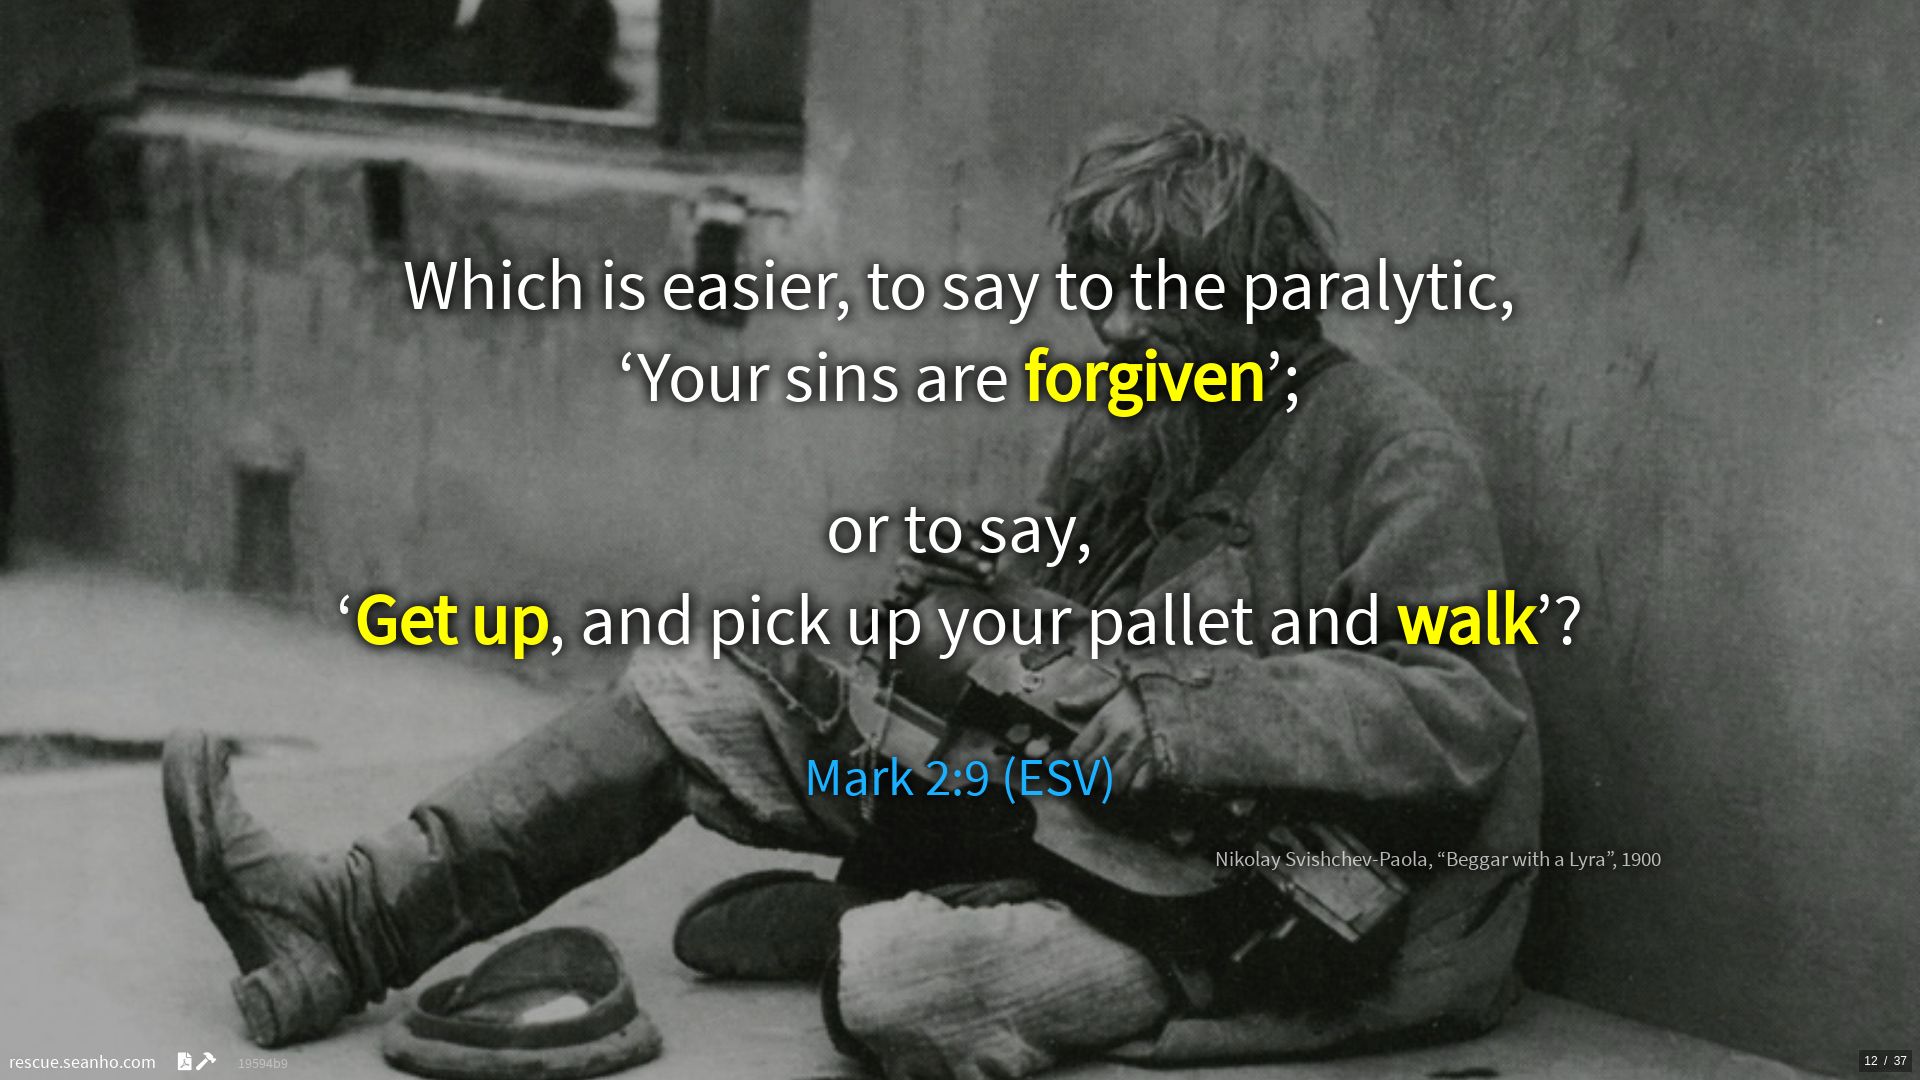 Which is easier, to say to the paralytic,
‘Your sins are forgiven’;
or to say,
‘Get up, and pick up your pallet and walk’?
Mark 2:9 (ESV)
Nikolay Svishchev-Paola, “Beggar with a Lyra”, 1900
rescue.seanho.com 19594b9
12 / 37